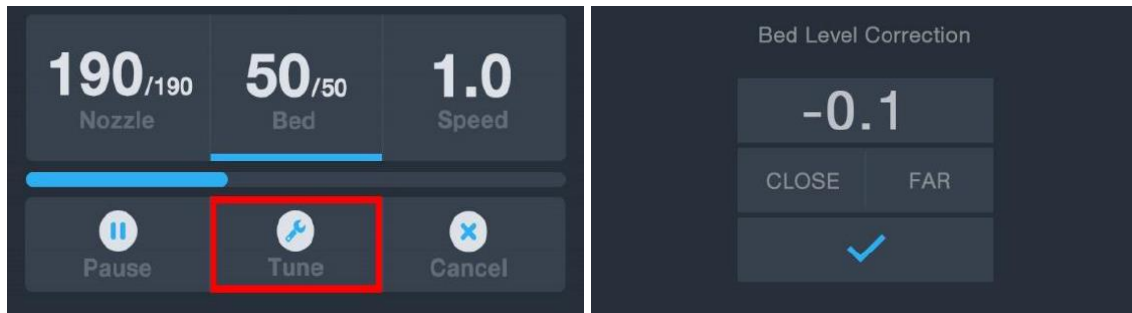 190/190 50/50 1.0
Nozzle Bed Speed
Pause Tune Cancel
Bed Level Correction
-0.1
CLOSE FAR